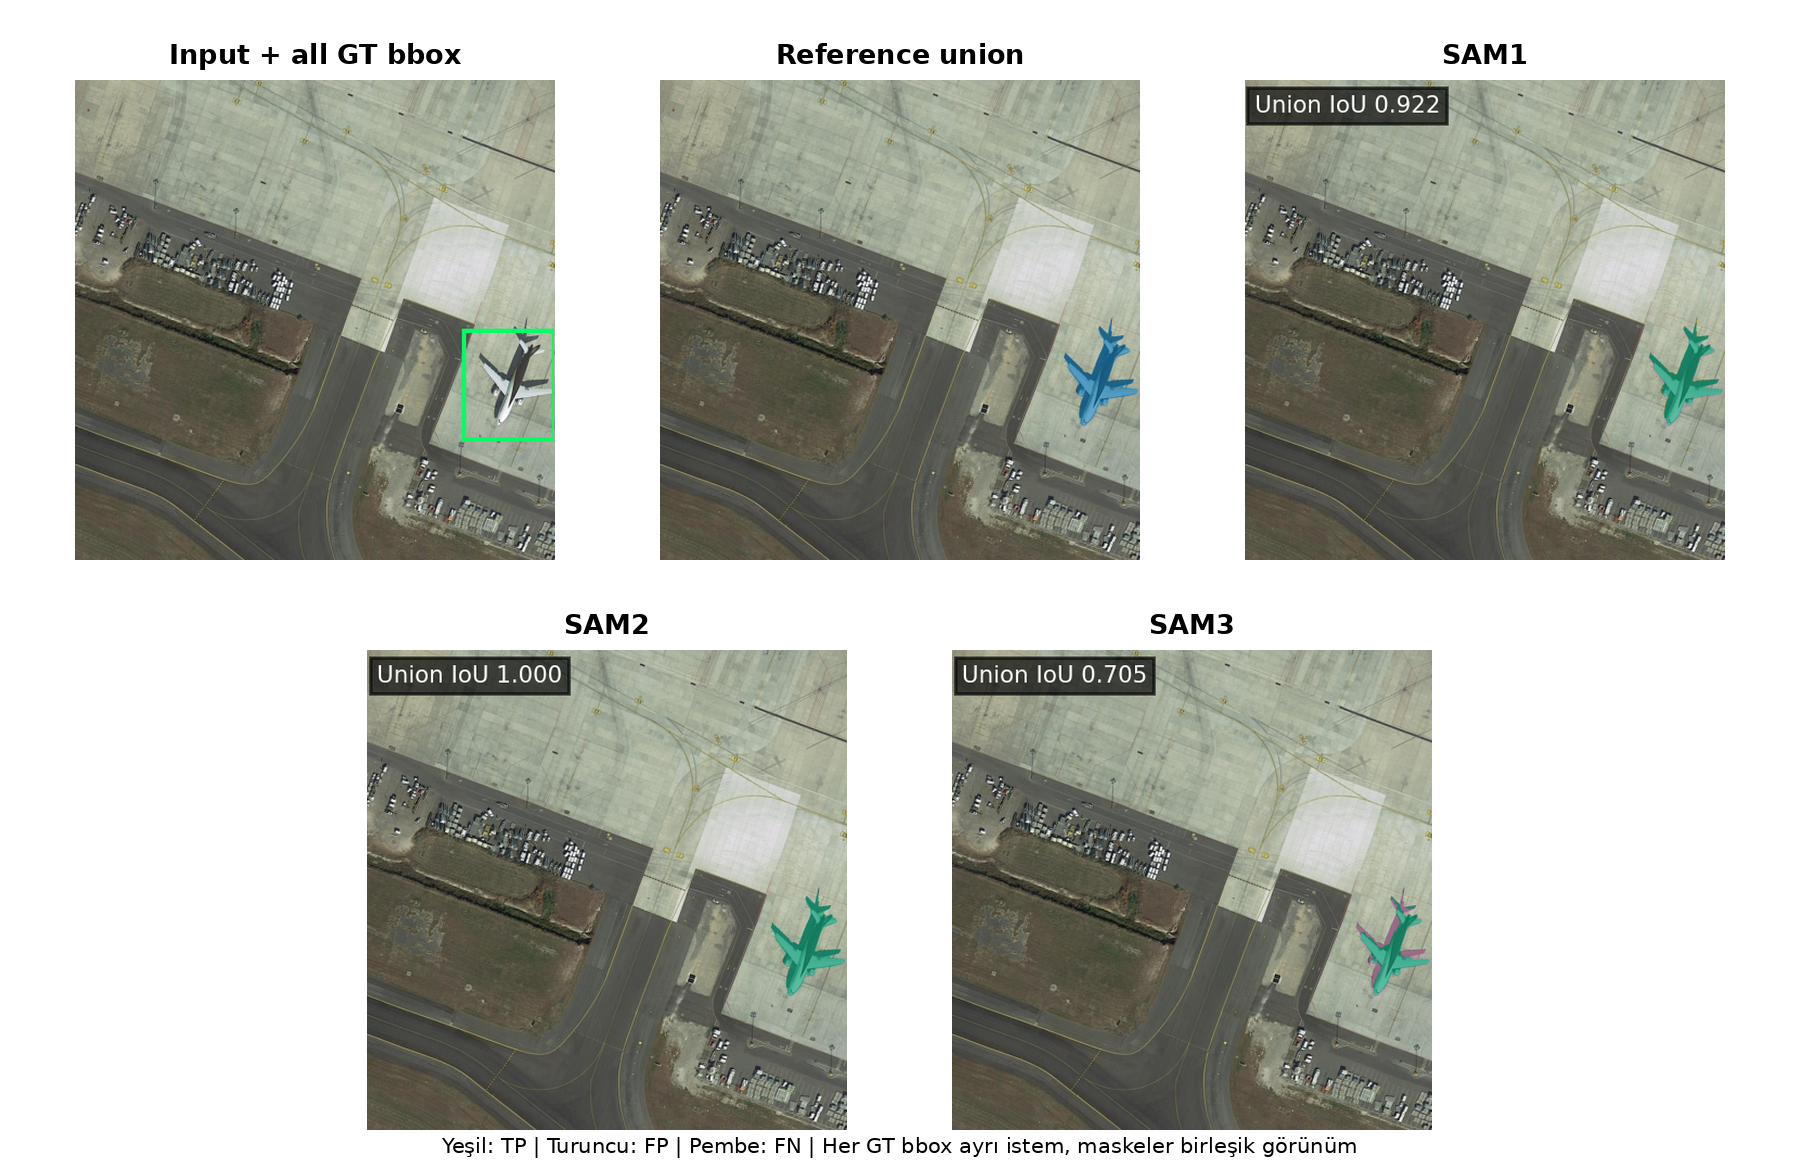 Input + all GT bbox
Reference union
SAM1
Union IoU 0.922
SAM2
SAM3
Union IoU 1.000
Union IoU 0.705
Yeşil: TP | Turuncu: FP | Pembe: FN | Her GT bbox ayrı istem, maskeler birleşik görünüm